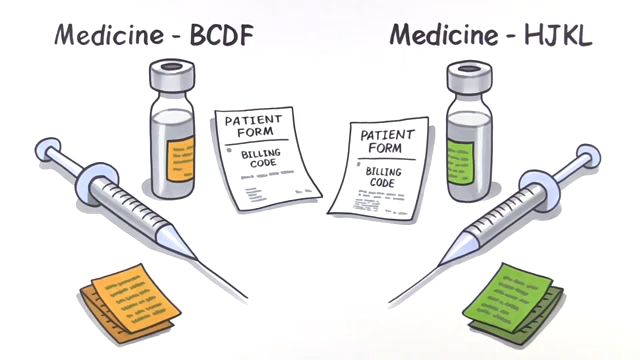 Medicine - BCDF
Medicine - HJKL
PATIENT
FORM
BILLING
CODE
PATIENT
FORM
BILLING
CODE